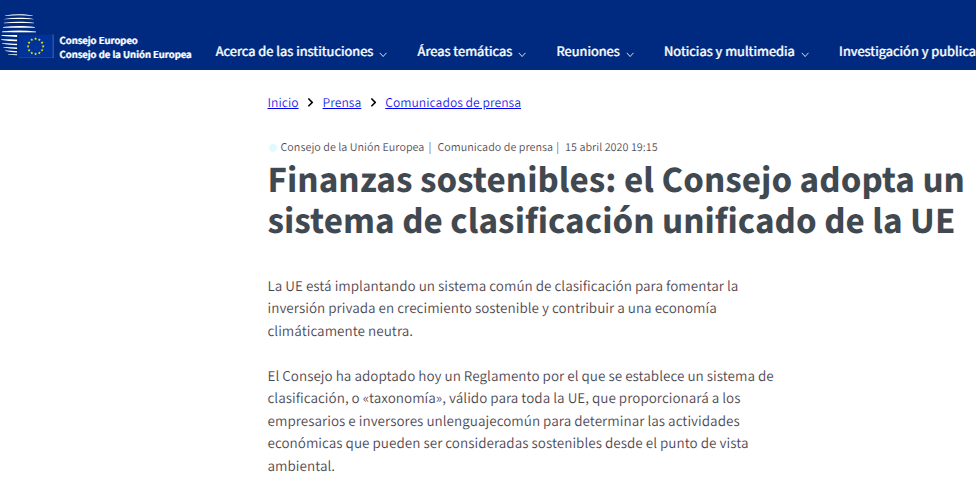 Consejo Europeo
Consejo de la Unión Europea
Acerca de las instituciones
Áreas temáticas
Reuniones
Noticias y multimedia
Investigación y publica
Inicio > Prensa > Comunicados de prensa
Consejo de la Unión Europea | Comunicado de prensa | 15 abril 2020 19:15
Finanzas sostenibles: el Consejo adopta un
sistema de clasificación unificado de la UE
La UE está implantando un sistema común de clasificación para fomentar la
inversión privada en crecimiento sostenible y contribuir a una economía
climáticamente neutra.
El Consejo ha adoptado hoy un Reglamento por el que se establece un sistema de
clasificación, o «taxonomía», válido para toda la UE, que proporcionará a los
empresarios e inversores unlenguajecomún para determinar las actividades
económicas que pueden ser consideradas sostenibles desde el punto de vista
ambiental.